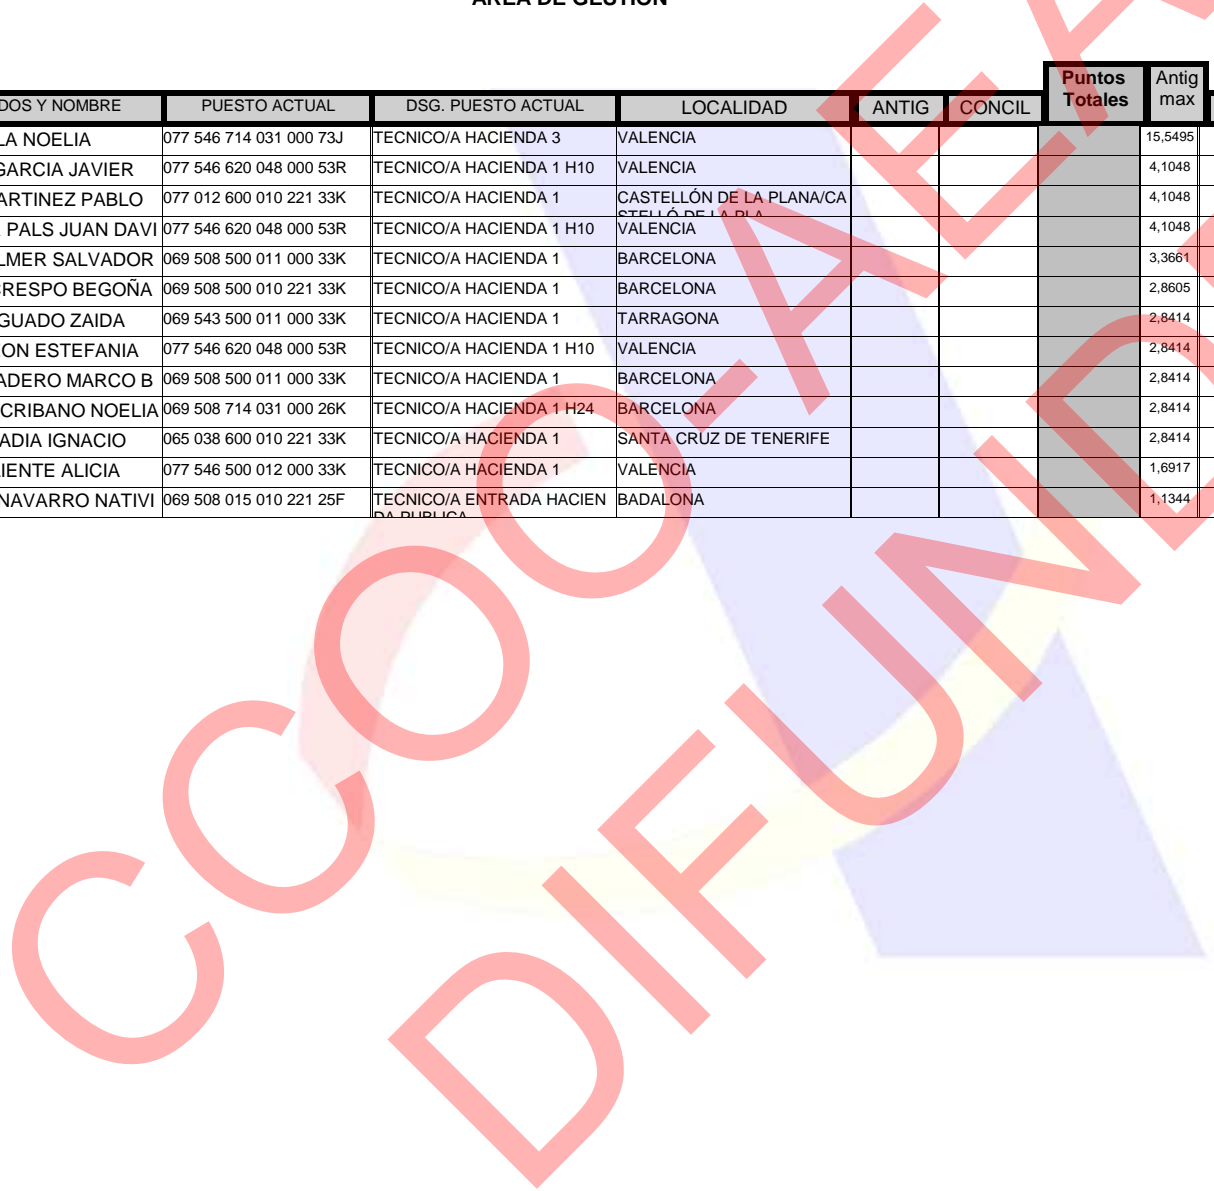 AREA DE GESTION
Puntos Totales Antig max
DOS Y NOMBRE PUESTO ACTUAL DSG. PUESTO ACTUAL LOCALIDAD ANTIG CONCIL
LA NOELIA 077 546 714 031 000 73J TECNICO/A HACIENDA 3 VALENCIA 15,5495
GARCIA JAVIER 077 546 620 048 000 53R TECNICO/A HACIENDA 1 H10 VALENCIA 4,1048
ARTINEZ PABLO 077 012 600 010 221 33K TECNICO/A HACIENDA 1 CASTELLÓN DE LA PLANA/CA 4,1048
STELLÓ DE LA PLA
PALS JUAN DAVI 077 546 620 048 000 53R TECNICO/A HACIENDA 1 H10 VALENCIA 4,1048
LMER SALVADOR 069 508 500 011 000 33K TECNICO/A HACIENDA 1 BARCELONA 3,3661
CRESPO BEGOÑA 069 508 500 010 221 33K TECNICO/A HACIENDA 1 BARCELONA 2,8605
GUADO ZAIDA 069 543 500 011 000 33K TECNICO/A HACIENDA 1 TARRAGONA 2,8414
ON ESTEFANIA 077 546 620 048 000 53R TECNICO/A HACIENDA 1 H10 VALENCIA 2,8414
ADERO MARCO B 069 508 500 011 000 33K TECNICO/A HACIENDA 1 BARCELONA 2,8414
CRIBANO NOELIA 069 508 714 031 000 26K TECNICO/A HACIENDA 1 H24 BARCELONA 2,8414
ADIA IGNACIO 065 038 600 010 221 33K TECNICO/A HACIENDA 1 SANTA CRUZ DE TENERIFE 2,8414
IENTE ALICIA 077 546 500 012 000 33K TECNICO/A HACIENDA 1 VALENCIA 1,6917
NAVARRO NATIVI 069 508 015 010 221 25F TECNICO/A ENTRADA HACIEN BADALONA 1,1344
DA PUBLICA
CCOO-AEA
DIFUND